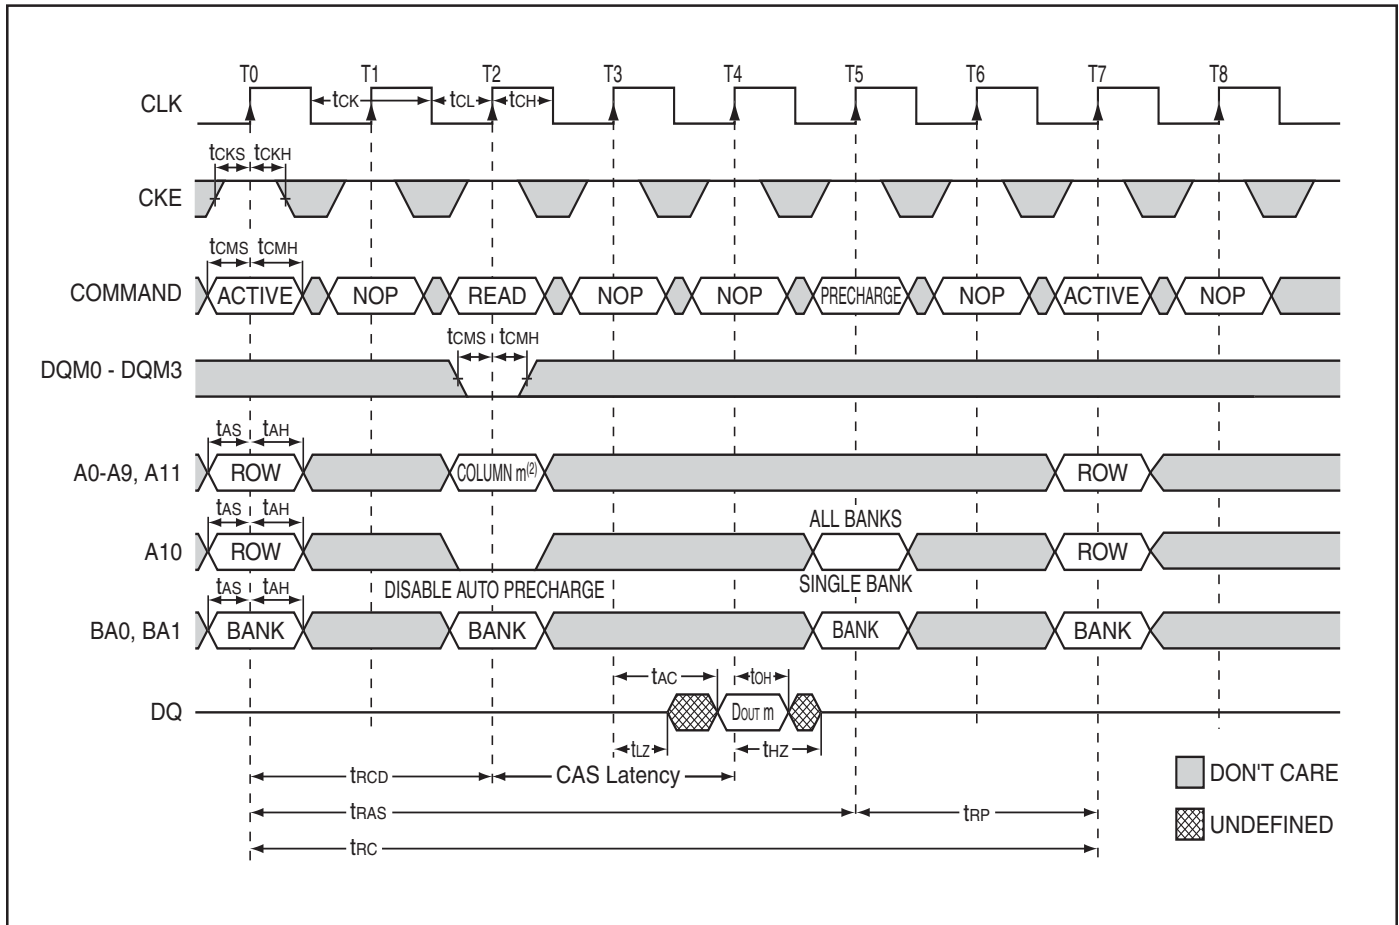 T0 T1 T2 T3 T4 T5 T6 T7 T8
CLK tCK tCL tCH
tCKS tCKH
CKE
tCMS tCMH
COMMAND ACTIVE NOP READ NOP NOP PRECHARGE NOP ACTIVE NOP
tCMS tCMH
DQM0 - DQM3
tAS tAH
A0-A9, A11 ROW COLUMN m(2) ROW
tAS tAH ALL BANKS
A10 ROW ROW
DISABLE AUTO PRECHARGE SINGLE BANK
tAS tAH
BA0, BA1 BANK BANK BANK BANK
tAC tOH
DQ DOUT m
tLZ tHZ
tRCD CAS Latency
DON'T CARE
tRAS tRP
UNDEFINED
tRC